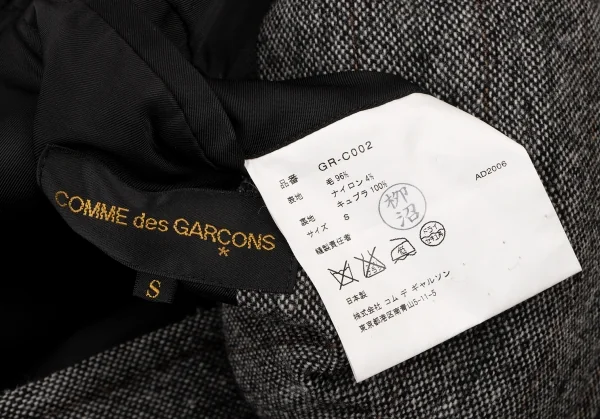 COMME des GARCONS
*
S
品番 GR-C002
表地 毛 96%
ナイロン 4%
裏地 キュプラ 100%
サイズ S
縫製責任者
柳沼
AD2006
日本製
株式会社 コム デ ギャルソン
東京都港区南青山5-11-5